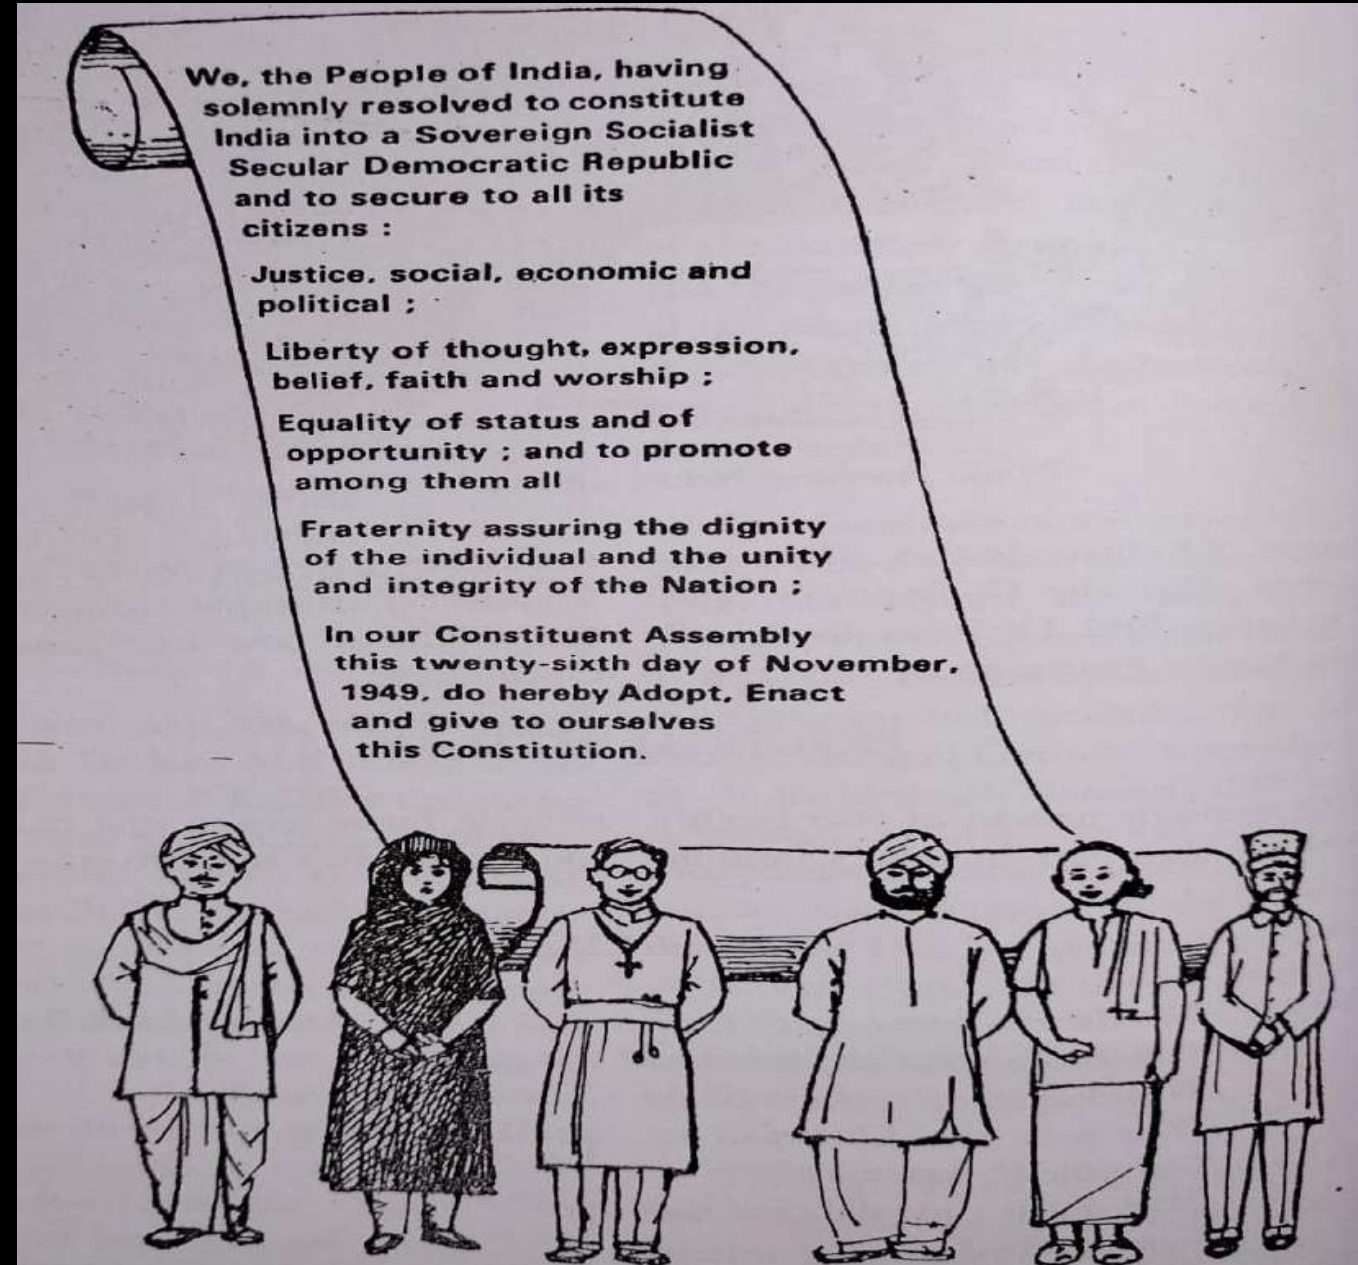 We, the People of India, having
solemnly resolved to constitute
India into a Sovereign Socialist
Secular Democratic Republic
and to secure to all its
citizens :
Justice, social, economic and
political ;
Liberty of thought, expression,
belief, faith and worship ;
Equality of status and of
opportunity ; and to promote
among them all
Fraternity assuring the dignity
of the individual and the unity
and integrity of the Nation ;
In our Constituent Assembly
this twenty-sixth day of November,
1949, do hereby Adopt, Enact
and give to ourselves
this Constitution.